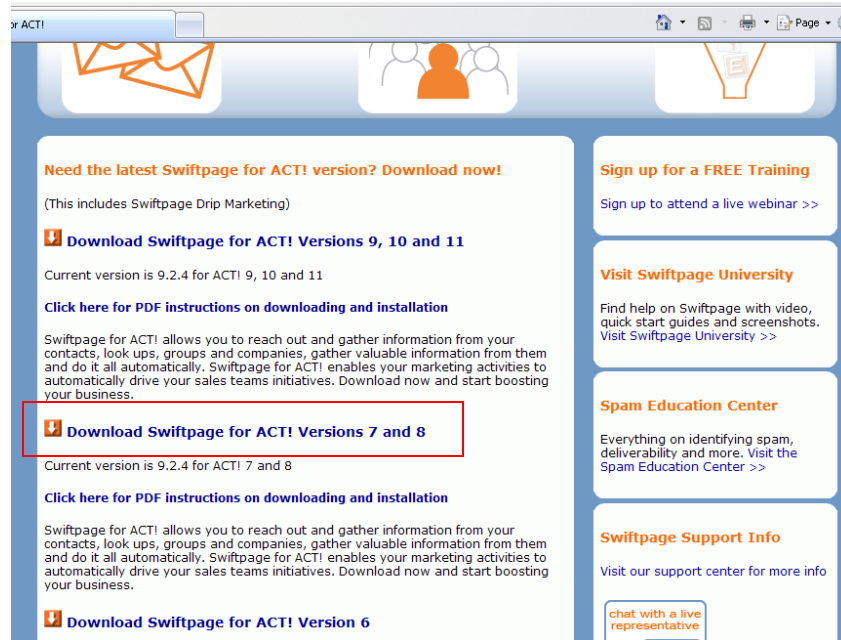 or ACT!
Page
E
Need the latest Swiftpage for ACT! version? Download now!
(This includes Swiftpage Drip Marketing)
Download Swiftpage for ACT! Versions 9, 10 and 11
Current version is 9.2.4 for ACT! 9, 10 and 11
Click here for PDF instructions on downloading and installation
Swiftpage for ACT! allows you to reach out and gather information from your
contacts, look ups, groups and companies, gather valuable information from them
and do it all automatically. Swiftpage for ACT! enables your marketing activities to
automatically drive your sales teams initiatives. Download now and start boosting
your business.
Download Swiftpage for ACT! Versions 7 and 8
Current version is 9.2.4 for ACT! 7 and 8
Click here for PDF instructions on downloading and installation
Swiftpage for ACT! allows you to reach out and gather information from your
contacts, look ups, groups and companies, gather valuable information from them
and do it all automatically. Swiftpage for ACT! enables your marketing activities to
automatically drive your sales teams initiatives. Download now and start boosting
your business.
Download Swiftpage for ACT! Version 6
Sign up for a FREE Training
Sign up to attend a live webinar >>
Visit Swiftpage University
Find help on Swiftpage with video,
quick start guides and screenshots.
Visit Swiftpage University >>
Spam Education Center
Everything on identifying spam,
deliverability and more. Visit the
Spam Education Center >>
Swiftpage Support Info
Visit our support center for more info
chat with a live
representative